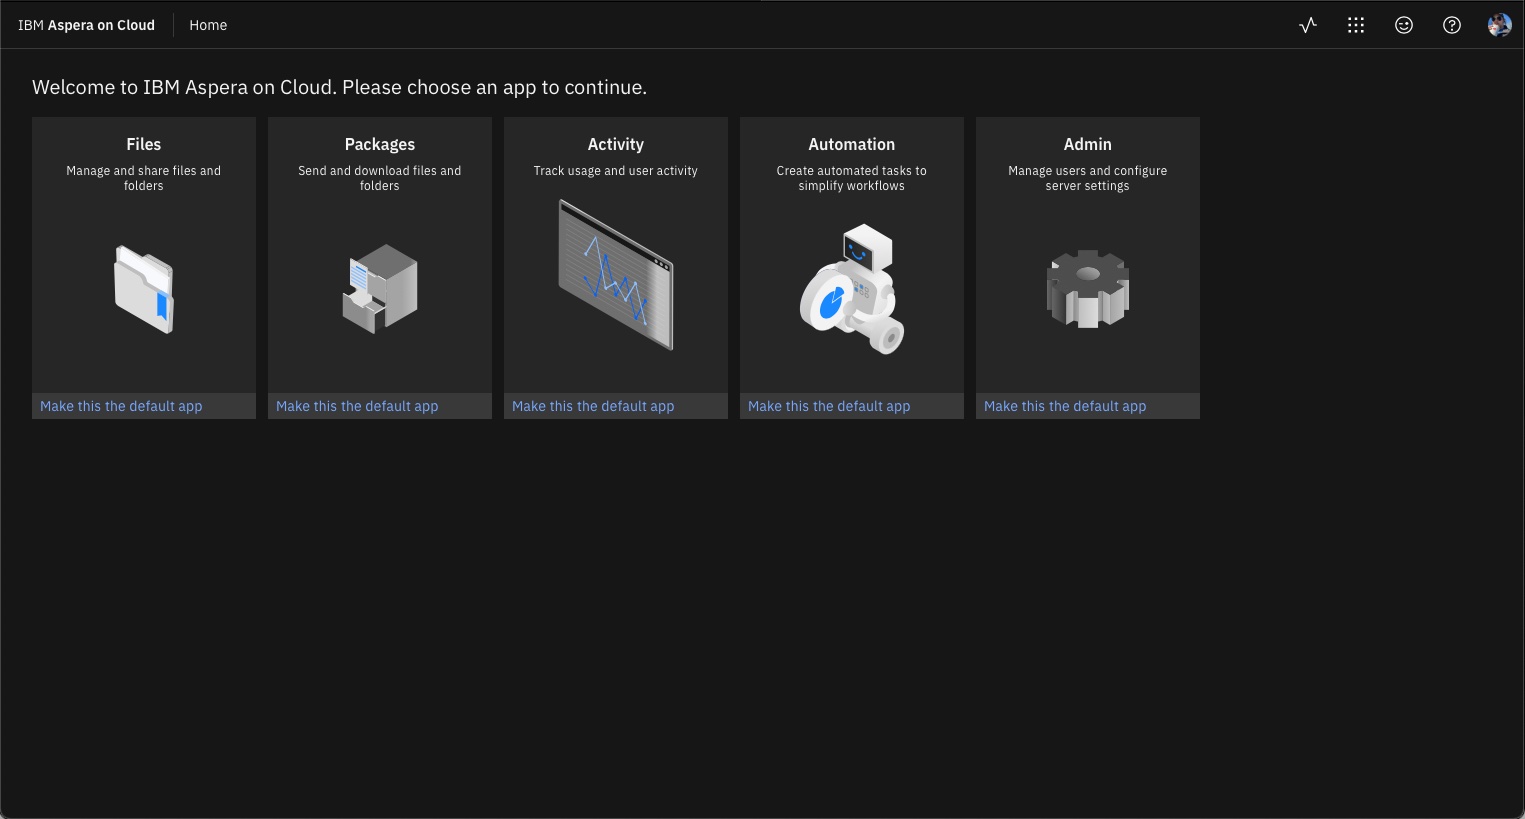 IBM Aspera on Cloud
Home
Welcome to IBM Aspera on Cloud. Please choose an app to continue.
Files
Manage and share files and
folders
Make this the default app
Packages
Send and download files and
folders
Make this the default app
Activity
Track usage and user activity
Make this the default app
Automation
Create automated tasks to
simplify workflows
Make this the default app
Admin
Manage users and configure
server settings
Make this the default app